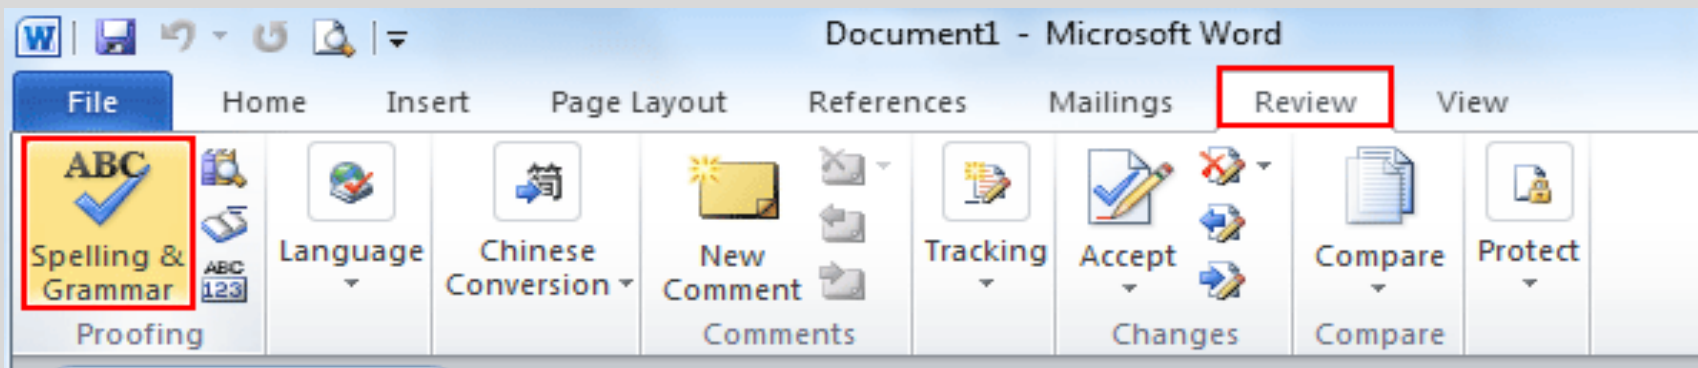 W
Document1 - Microsoft Word
File Home Insert Page Layout References Mailings Review View
ABC
简
Spelling &
Grammar
ABC
123
Language
Chinese
Conversion
New
Comment
Tracking
Accept
Compare
Protect
Proofing
Comments
Changes
Compare